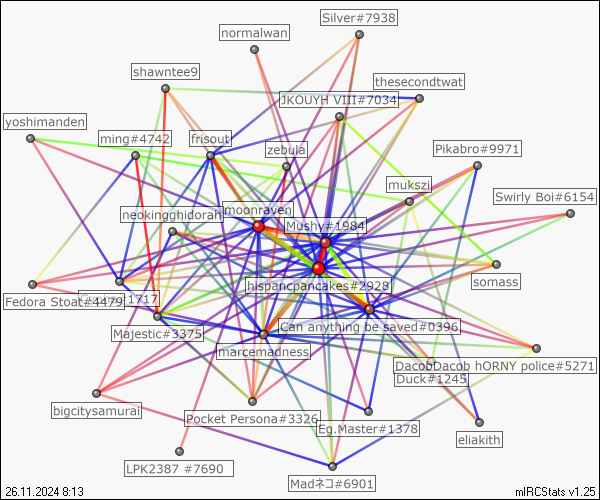 Silver#7938
normalwan
shawntee9
thesecondtwat
JKOUYH VIII#7034
yoshimanden
ming#4742
frisout
zebula
Pikabro#9971
mukszi
Swirly Boi#6154
neokingghidorah
moonraven
Mushy#1984
somass
hispancpancakes#2928
Fedora Stoat#4479
1717
Can anything be saved#0396
Majestic#3375
marcemadness
DacobDacob hORNY police#5271
Duck#1245
bigcitysamurai
Pocket Persona#3326
Eg.Master#1378
eliakith
LPK2387 #7690
Madネコ#6901
26.11.2024 8:13
mIRCStats v1.25